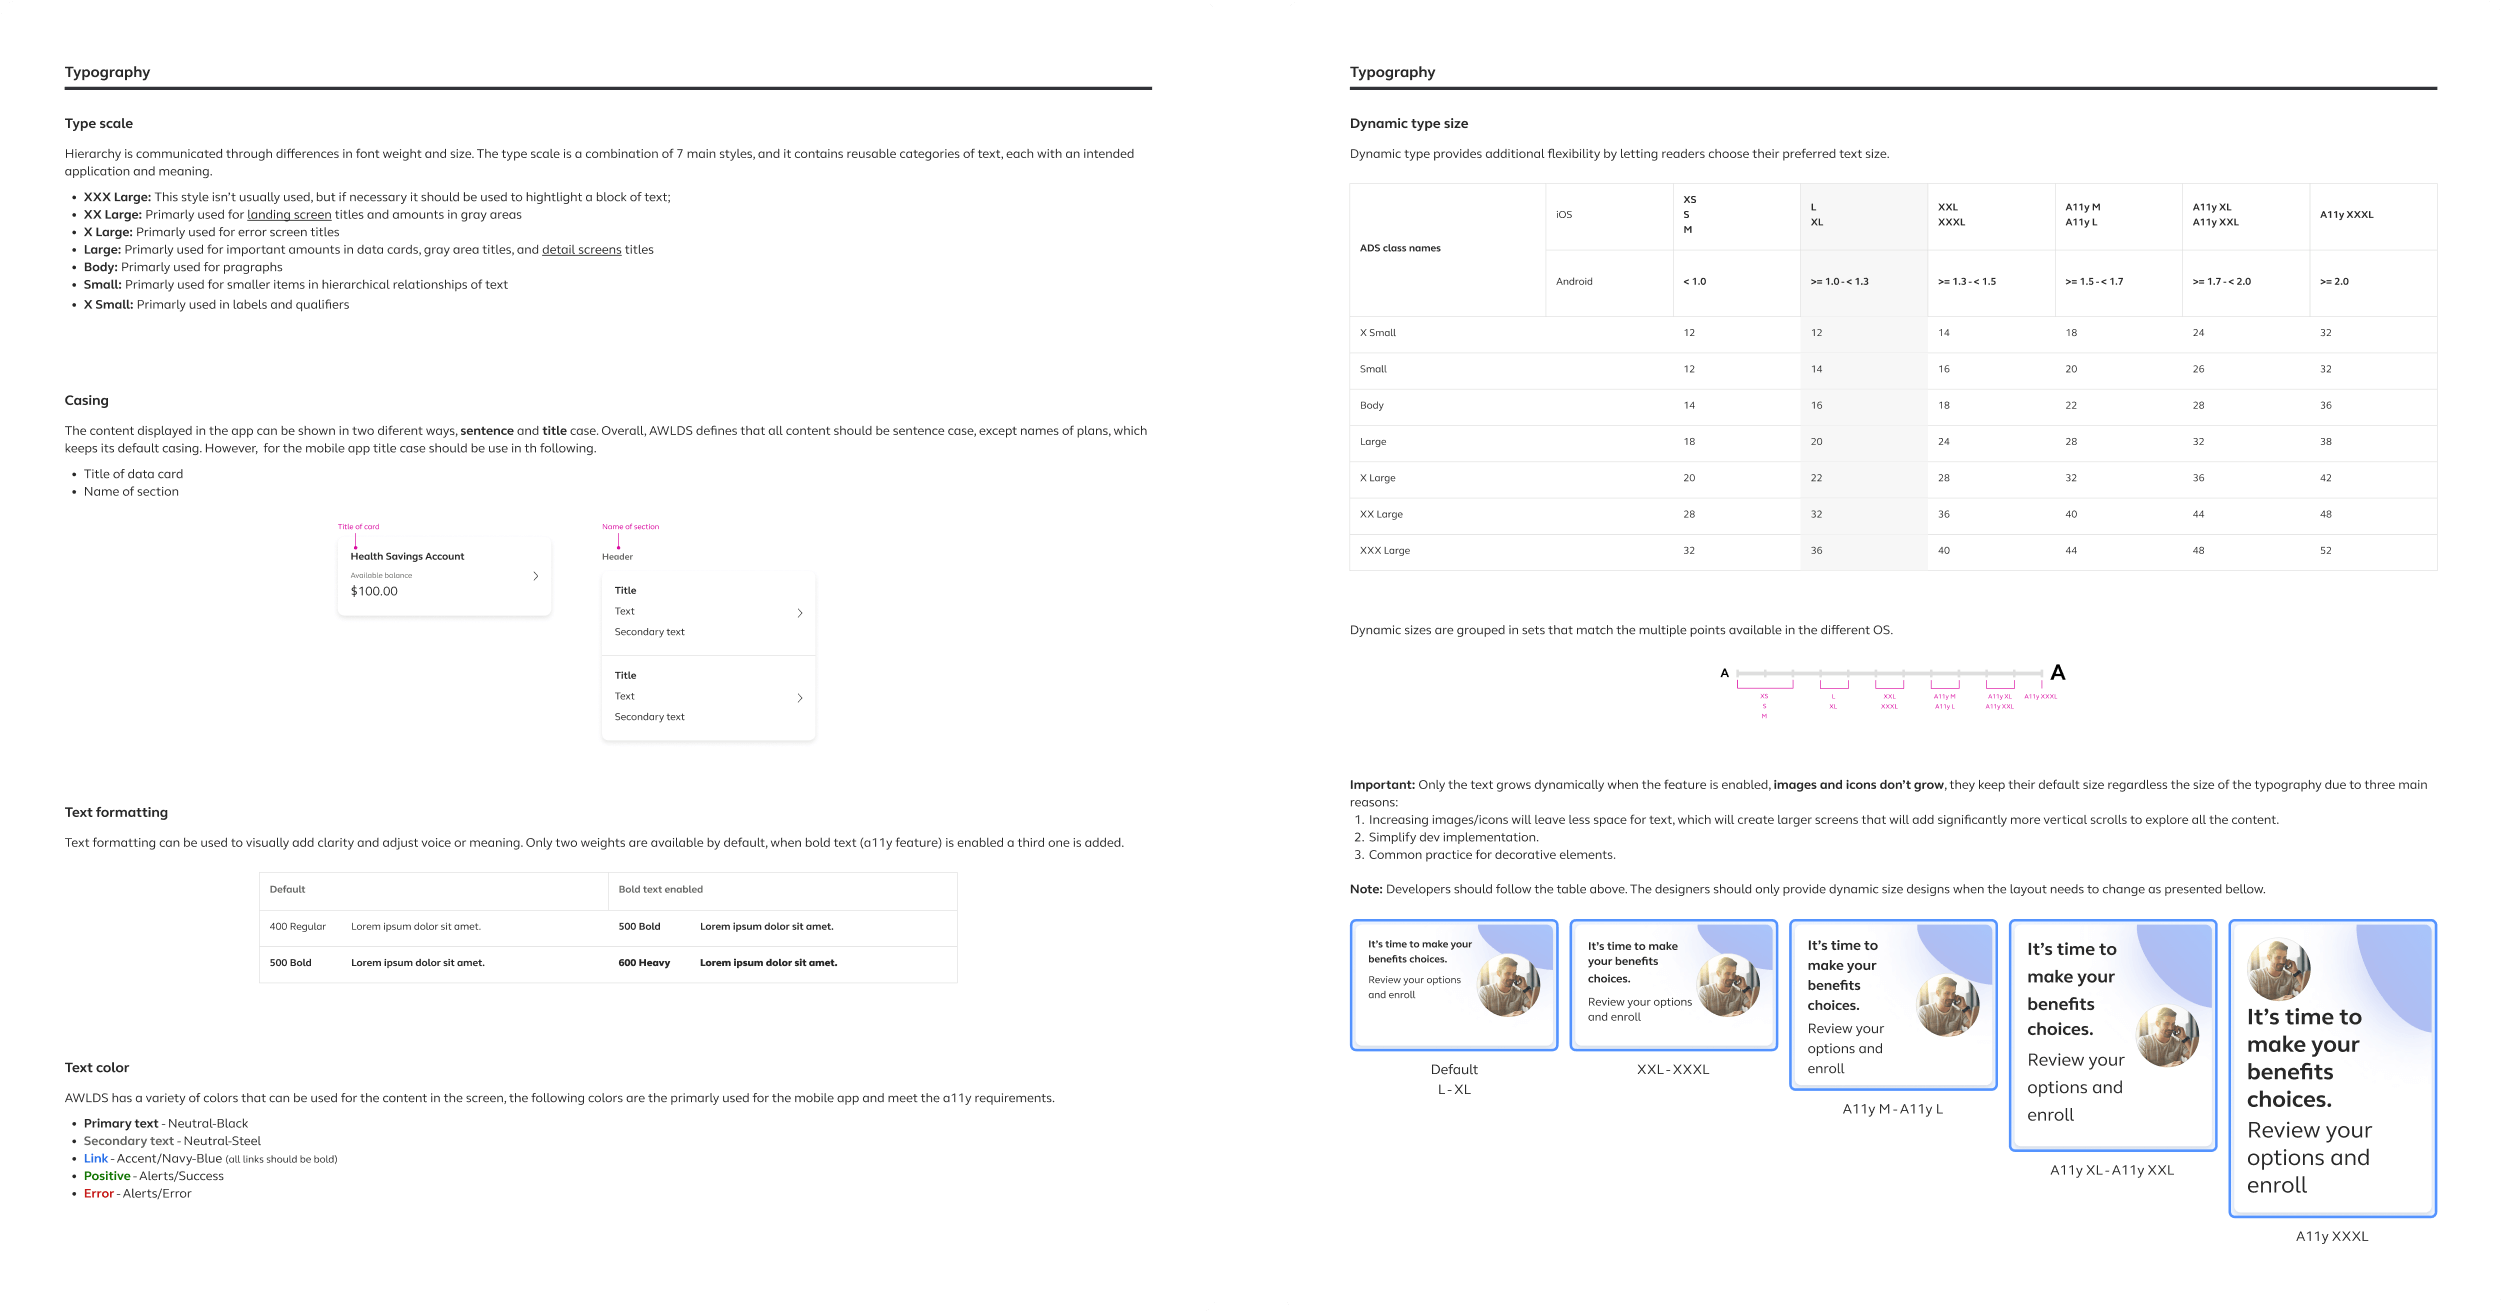 Typography
Type scale
Hierarchy is communicated through differences in font weight and size. The type scale is a combination of 7 main styles, and it contains reusable categories of text, each with an intended
application and meaning.
• XXX Large: This style isn't usually used, but if necessary it should be used to hightlight a block of text;
• XX Large: Primarly used for landing screen titles and amounts in gray areas
• X Large: Primarly used for error screen titles
• Large: Primarly used for important amounts in data cards, gray area titles, and detail screens titles
• Body: Primarly used for pragraphs
• Small: Primarly used for smaller items in hierarchical relationships of text
• X Small: Primarly used in labels and qualifiers
Casing
The content displayed in the app can be shown in two diferent ways, sentence and title case. Overall, AWLDS defines that all content should be sentence case, except names of plans, which
keeps its default casing. However, for the mobile app title case should be use in th following.
• Title of data card
• Name of section
Title of card
Health Savings Account
Available balance
$100.00
Name of section
Header
Title
Text
Secondary text
Title
Text
Secondary text
Text formatting
Text formatting can be used to visually add clarity and adjust voice or meaning. Only two weights are available by default, when bold text (a11y feature) is enabled a third one is added.
Default Bold text enabled
400 Regular Lorem ipsum dolor sit amet. 500 Bold Lorem ipsum dolor sit amet.
500 Bold Lorem ipsum dolor sit amet. 600 Heavy Lorem ipsum dolor sit amet.
Text color
AWLDS has a variety of colors that can be used for the content in the screen, the following colors are the primarly used for the mobile app and meet the a11y requirements.
• Primary text - Neutral-Black
• Secondary text - Neutral-Steel
• Link - Accent/Navy-Blue (all links should be bold)
• Positive - Alerts/Success
• Error - Alerts/Error
Typography
Dynamic type size
Dynamic type provides additional flexibility by letting readers choose their preferred text size.
ADS class names
iOS
XS
S
M
L
XL
XXL
XXXL
A11y M
A11y L
A11y XL
A11y XXL
A11y XXXL
Android < 1.0 >= 1.0 - < 1.3 >= 1.3 - < 1.5 >= 1.5 - < 1.7 >= 1.7 - < 2.0 >= 2.0
X Small 12 12 14 18 24 32
Small 12 14 16 20 26 32
Body 14 16 18 22 28 36
Large 18 20 24 28 32 38
X Large 20 22 28 32 36 42
XX Large 28 32 36 40 44 48
XXX Large 32 36 40 44 48 52
Dynamic sizes are grouped in sets that match the multiple points available in the different OS.
A A
XS
S
M
L
XL
XXL
XXXL
A11y M
A11y L
A11y XL
A11y XXL
A11y XXXL
Important: Only the text grows dynamically when the feature is enabled, images and icons don't grow, they keep their default size regardless the size of the typography due to three main
reasons:
1. Increasing images/icons will leave less space for text, which will create larger screens that will add significantly more vertical scrolls to explore all the content.
2. Simplify dev implementation.
3. Common practice for decorative elements.
Note: Developers should follow the table above. The designers should only provide dynamic size designs when the layout needs to change as presented bellow.
It's time to make your
benefits choices.
Review your options
and enroll
Default
L - XL
It's time to make
your benefits
choices.
Review your options
and enroll
XXL - XXXL
It's time to
make your
benefits
choices.
Review your
options and
enroll
A11y M - A11y L
It's time to
make your
benefits
choices.
Review your
options and
enroll
A11y XL - A11y XXL
It's time to
make your
benefits
choices.
Review your
options and
enroll
A11y XXXL